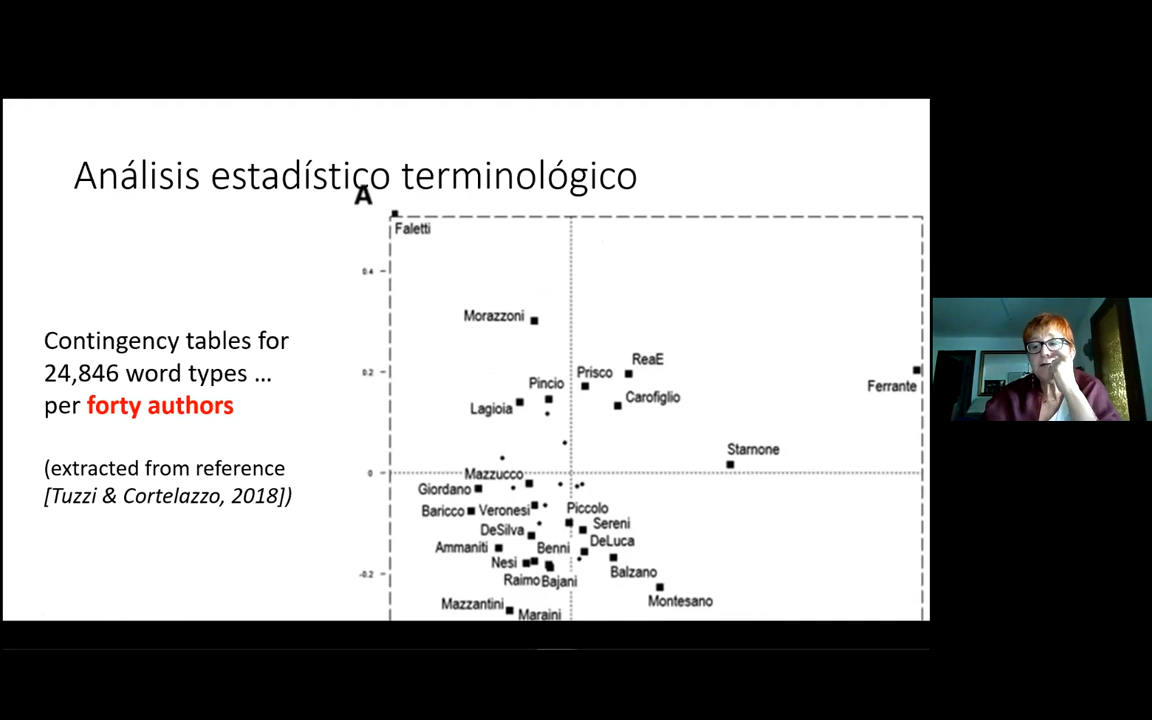 Análisis estadístico terminológico
A
Contingency tables for
24,846 word types ...
per forty authors
(extracted from reference
[Tuzzi & Cortelazzo, 2018])
Faletti
0.4
Morazzoni
ReaE
0.2
Prisco
Pincio
Ferrante
Carofiglio
Lagioia
Starnone
0
Mazzucco
Giordano
Baricco
Veronesi
Piccolo
Sereni
DeSilva
DeLuca
Ammaniti
Benni
Nesi
-0.2
Balzano
Raimo
Bajani
Montesano
Mazzantini
Maraini